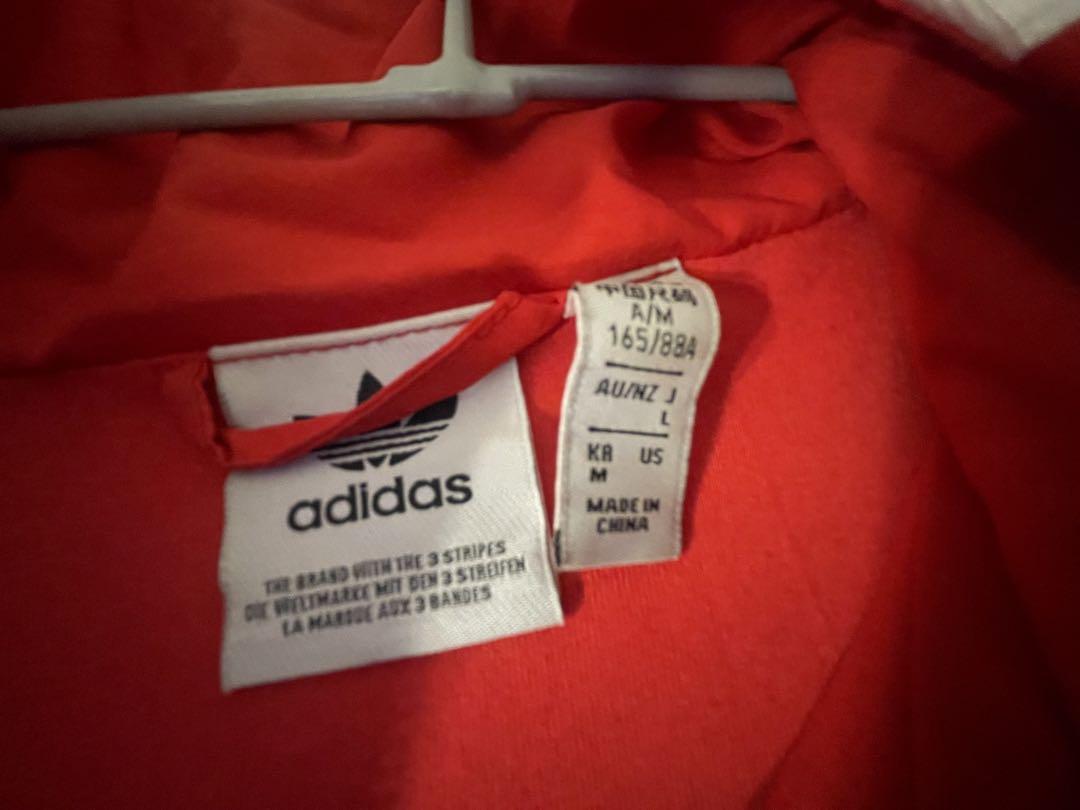 adidas
THE BRAND WITH THE 3 STRIPES
DIE WELTMARKE MIT DEN 3 STREIFEN
LA MARQUE AUX 3 BANDES
A/M
165/88A
AU/NZ J
L
KR US
M
MADE IN
CHINA